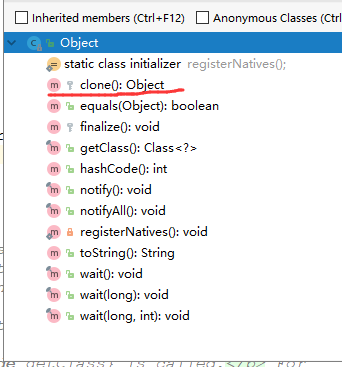 Inherited members (Ctrl+F12) Anonymous Classes (Ctrl+
Object
static class initializer registerNatives();
clone(): Object
equals(Object): boolean
finalize(): void
getClass(): Class<?>
hashCode(): int
notify(): void
notifyAll(): void
registerNatives(): void
toString(): String
wait(): void
wait(long): void
wait(long, int): void
getClass} is called.</p> For